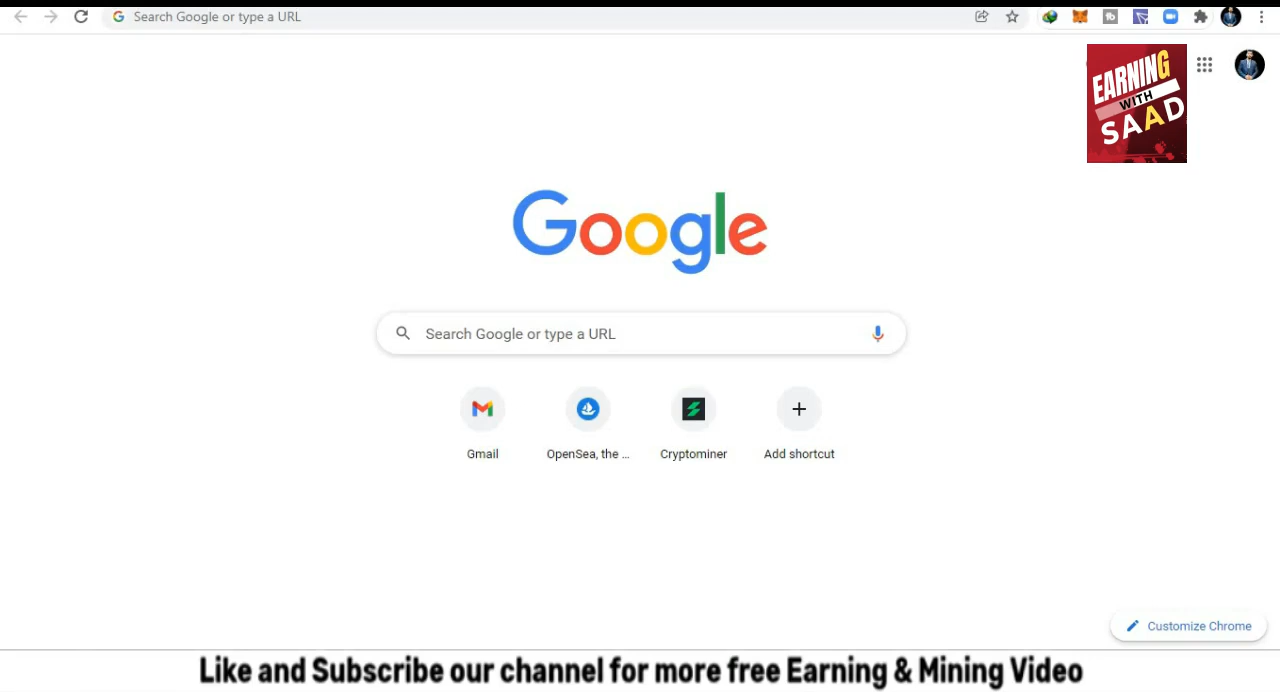 Search Google or type a URL
EARNING
WITH
SAAD
Google
Search Google or type a URL
Gmail
OpenSea, the ...
Cryptominer
Add shortcut
Customize Chrome
Like and Subscribe our channel for more free Earning & Mining Video